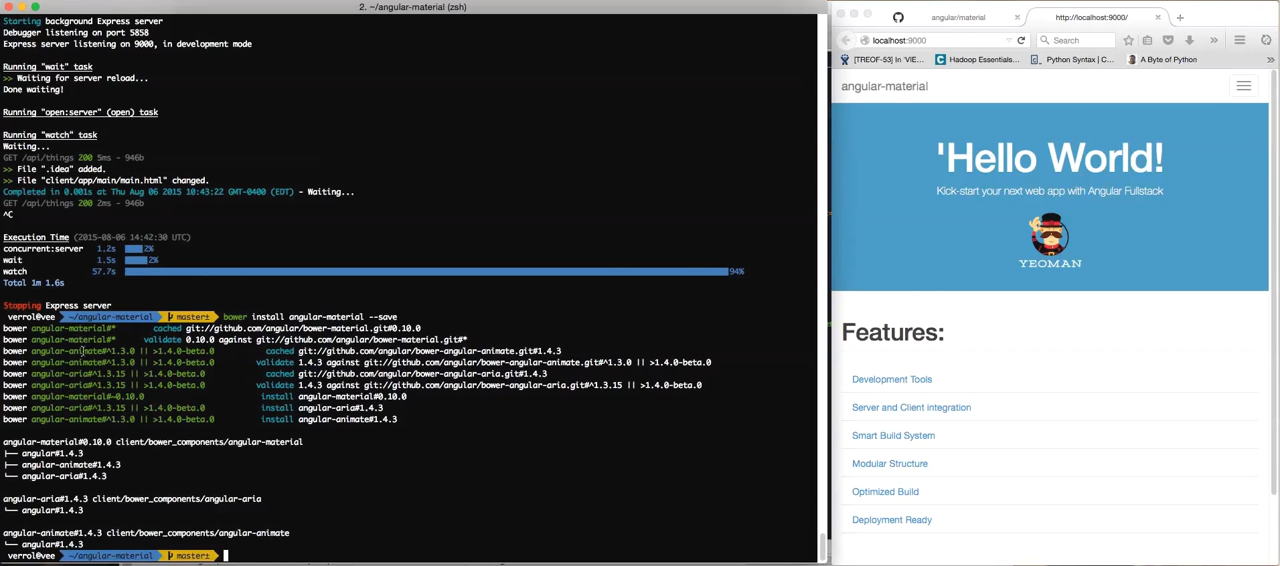 2. ~/angular-material (zsh)
Starting background Express server
Debugger listening on port 5858
Express server listening on 9000, in development mode
Running "wait" task
>> Waiting for server reload...
Done waiting!
Running "open:server" (open) task
Running "watch" task
Waiting...
GET /api/things 200 5ms - 946b
>> File ".idea" added.
>> File "client/app/main/main.html" changed.
Completed in 0.001s at Thu Aug 06 2015 10:43:22 GMT-0400 (EDT) - Waiting...
GET /api/things 200 2ms - 946b
^C
Execution Time (2015-08-06 14:42:30 UTC)
concurrent:server 1.2s 2%
wait 1.5s 2%
watch 57.7s 94%
Total 1m 1.6s
Stopping Express server
verrol@vee ~/angular-material master± bower install angular-material --save
bower angular-material#* cached git://github.com/angular/bower-material.git#0.10.0
bower angular-material#* validate 0.10.0 against git://github.com/angular/bower-material.git#*
bower angular-animate#^1.3.0 || >1.4.0-beta.0 cached git://github.com/angular/bower-angular-animate.git#1.4.3
bower angular-animate#^1.3.0 || >1.4.0-beta.0 validate 1.4.3 against git://github.com/angular/bower-angular-animate.git#^1.3.0 || >1.4.0-beta.0
bower angular-aria#^1.3.15 || >1.4.0-beta.0 cached git://github.com/angular/bower-angular-aria.git#1.4.3
bower angular-aria#^1.3.15 || >1.4.0-beta.0 validate 1.4.3 against git://github.com/angular/bower-angular-aria.git#^1.3.15 || >1.4.0-beta.0
bower angular-material#~0.10.0 install angular-material#0.10.0
bower angular-aria#^1.3.15 || >1.4.0-beta.0 install angular-aria#1.4.3
bower angular-animate#^1.3.0 || >1.4.0-beta.0 install angular-animate#1.4.3
angular-material#0.10.0 client/bower_components/angular-material
├── angular#1.4.3
├── angular-animate#1.4.3
└── angular-aria#1.4.3
angular-aria#1.4.3 client/bower_components/angular-aria
└── angular#1.4.3
angular-animate#1.4.3 client/bower_components/angular-animate
└── angular#1.4.3
verrol@vee ~/angular-material master±
angular/material × http://localhost:9000/ × +
localhost:9000 Search
[TREOF-53] In 'VIE... Hadoop Essentials... Python Syntax | C... A Byte of Python
angular-material
'Hello World!
Kick-start your next web app with Angular Fullstack
YEOMAN
Features:
Development Tools
Server and Client integration
Smart Build System
Modular Structure
Optimized Build
Deployment Ready